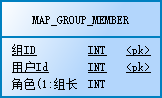 MAP_GROUP_MEMBER
组ID INT <pk>
用户Id INT <pk>
角色(1:组长 INT